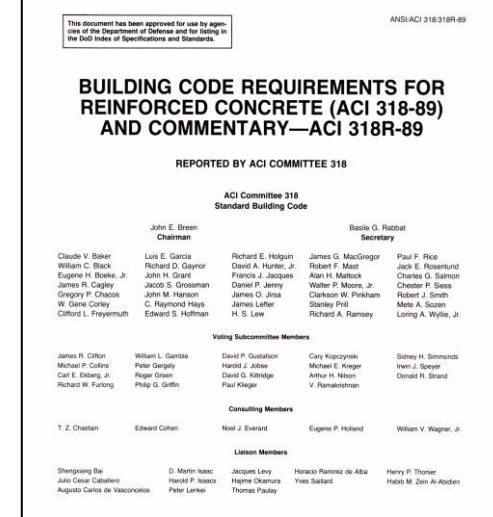 This document has been approved for use by agen-
cies of the Department of Defense and for listing in
the DoD Index of Specifications and Standards.
ANSI/ACI 318/318R-89
BUILDING CODE REQUIREMENTS FOR
REINFORCED CONCRETE (ACI 318-89)
AND COMMENTARY—ACI 318R-89
REPORTED BY ACI COMMITTEE 318
ACI Committee 318
Standard Building Code
John E. Breen Basile G. Rabbat
Chairman Secretary
Claude V. Baker Luis E. Garcia Richard E. Holguin James G. MacGregor Paul F. Rice
William C. Black Richard D. Gaynor David A. Hunter, Jr. Robert F. Mast Jack E. Rosenlund
Eugene H. Boeke, Jr. John H. Grant Francis J. Jacques Alan H. Mattock Charles G. Salmon
James R. Cagley Jacob S. Grossman Daniel P. Jenny Walter P. Moore, Jr. Chester P. Siess
Gregory P. Chacos John M. Hanson James O. Jirsa Clarkson W. Pinkham Robert J. Smith
W. Gene Corley C. Raymond Hays James Lefter Stanley Prill Mete A. Sozen
Clifford L. Freyermuth Edward S. Hoffman H. S. Lew Richard A. Ramsey Loring A. Wyllie, Jr.
Voting Subcommittee Members
James R. Clifton William L. Gamble David P. Gustafson Cary Kopczynski Sidney H. Simmonds
Michael P. Collins Peter Gergely Harold J. Jobse Michael E. Kreger Irwin J. Speyer
Carl E. Ekberg, Jr. Roger Green David G. Kittridge Arthur H. Nilson Donald R. Strand
Richard W. Furlong Philip G. Griffin Paul Klieger V. Ramakrishnan
Consulting Members
T. Z. Chastain Edward Cohen Noel J. Everard Eugene P. Holland William V. Wagner, Jr.
Liaison Members
Shengxiang Bai D. Martin Isaac Jacques Levy Horacio Ramirez de Alba Henry P. Thonier
Julio Cesar Caballero Harold P. Isaacs Hajime Okamura Yves Saillard Habib M. Zein Al-Abidien
Augusto Carlos de Vasconcelos Peter Lenkei Thomas Paulay